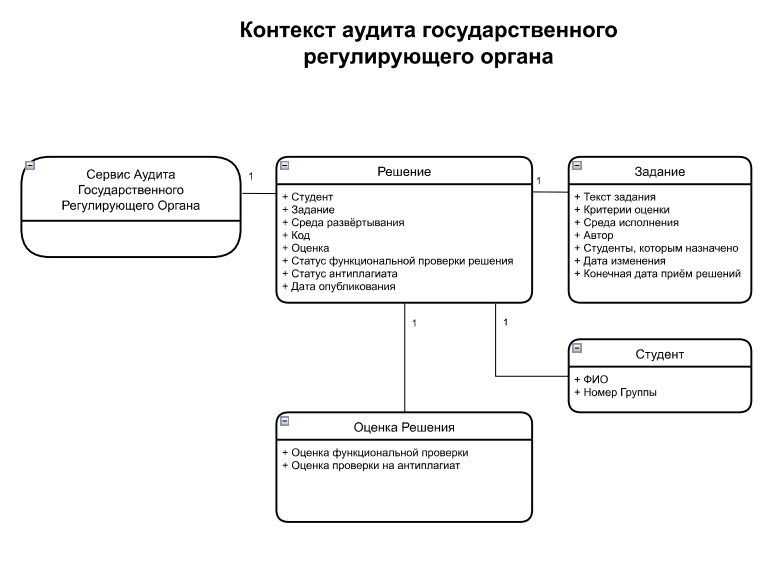 Контекст аудита государственного
регулирующего органа
Сервис Аудита
Государственного
Регулирующего Органа
1
Решение
+ Студент
+ Задание
+ Среда развёртывания
+ Код
+ Оценка
+ Статус функциональной проверки решения
+ Статус антиплагиата
+ Дата опубликования
1
Задание
+ Текст задания
+ Критерии оценки
+ Среда исполнения
+ Автор
+ Студенты, которым назначено
+ Дата изменения
+ Конечная дата приём решений
1
1
Студент
+ ФИО
+ Номер Группы
Оценка Решения
+ Оценка функциональной проверки
+ Оценка проверки на антиплагиат